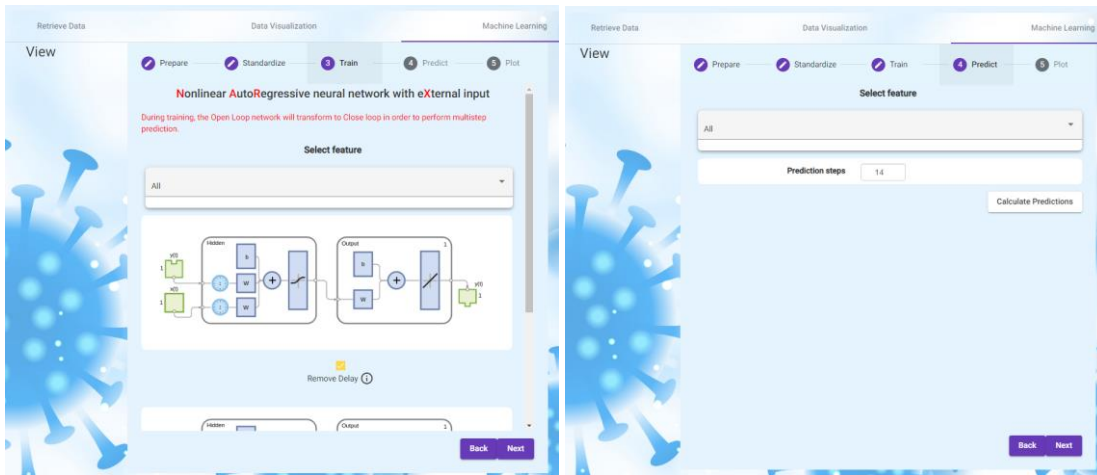 Retrieve Data Data Visualization Machine Learning
View
Prepare Standardize 3 Train 4 Predict 5 Plot
Nonlinear AutoRegressive neural network with eXternal input
During training, the Open Loop network will transform to Close loop in order to perform multistep
prediction.
Select feature
All
Hidden Output 1
b
y(t) b
1 W y(t)
x(t) W 1
1 W
Remove Delay
Hidden Output 1
Back Next
Retrieve Data Data Visualization Machine Learning
View
Prepare Standardize Train 4 Predict 5 Plot
Select feature
All
Prediction steps 14
Calculate Predictions
Back Next